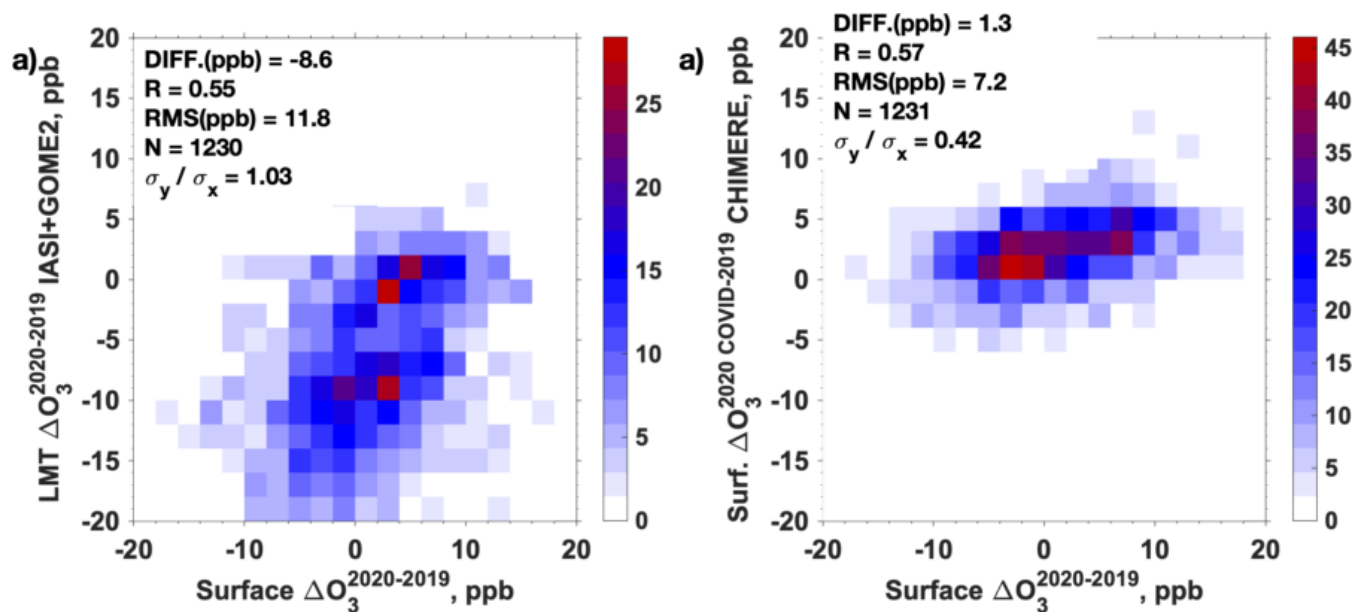 a)
DIFF.(ppb) = -8.6
R = 0.55
RMS(ppb) = 11.8
N = 1230
σy / σx = 1.03
LMT ΔO3^2020-2019 IASI+GOME2, ppb
20
15
10
5
0
-5
-10
-15
-20
-20
-10
0
10
20
Surface ΔO3^2020-2019, ppb
25
20
15
10
5
0
a)
DIFF.(ppb) = 1.3
R = 0.57
RMS(ppb) = 7.2
N = 1231
σy / σx = 0.42
Surf. ΔO3^2020 COVID-2019 CHIMERE, ppb
20
15
10
5
0
-5
-10
-15
-20
-20
-10
0
10
20
Surface ΔO3^2020-2019, ppb
45
40
35
30
25
20
15
10
5
0